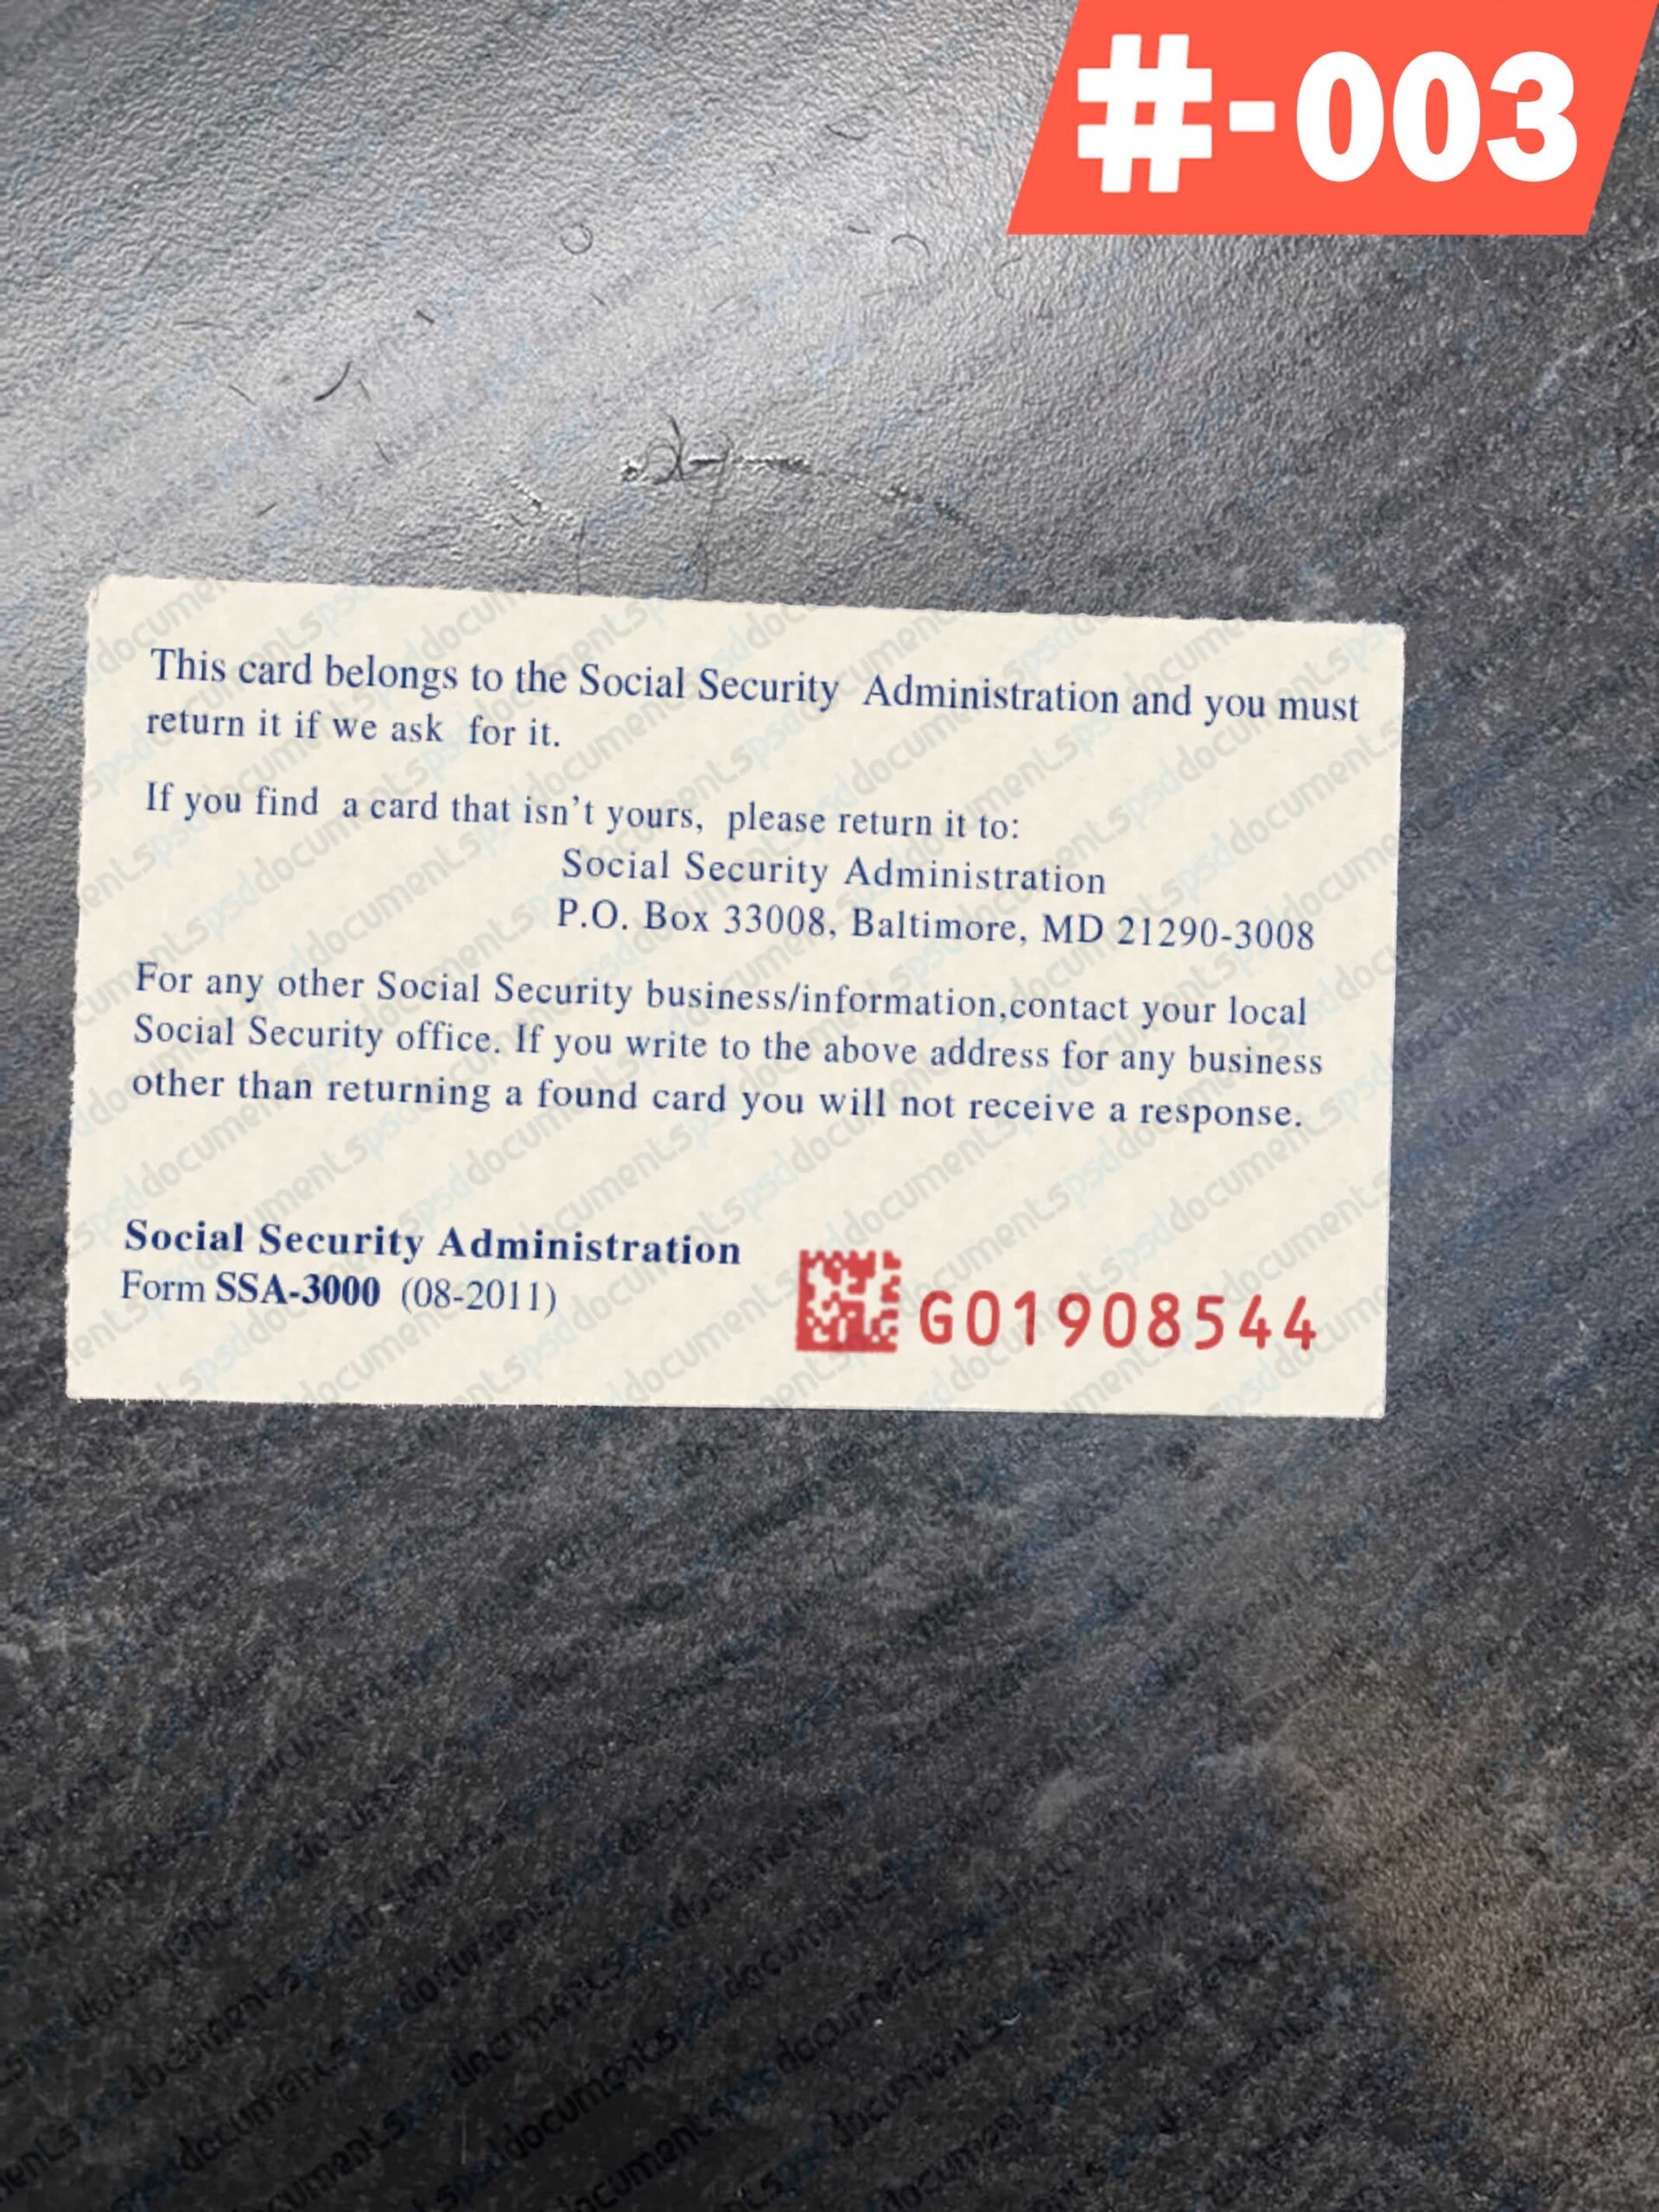 #-003
This card belongs to the Social Security Administration and you must
return it if we ask for it.
If you find a card that isn't yours, please return it to:
Social Security Administration
P.O. Box 33008, Baltimore, MD 21290-3008
For any other Social Security business/information,contact your local
Social Security office. If you write to the above address for any business
other than returning a found card you will not receive a response.
Social Security Administration
Form SSA-3000 (08-2011)
G01908544
psddocuments